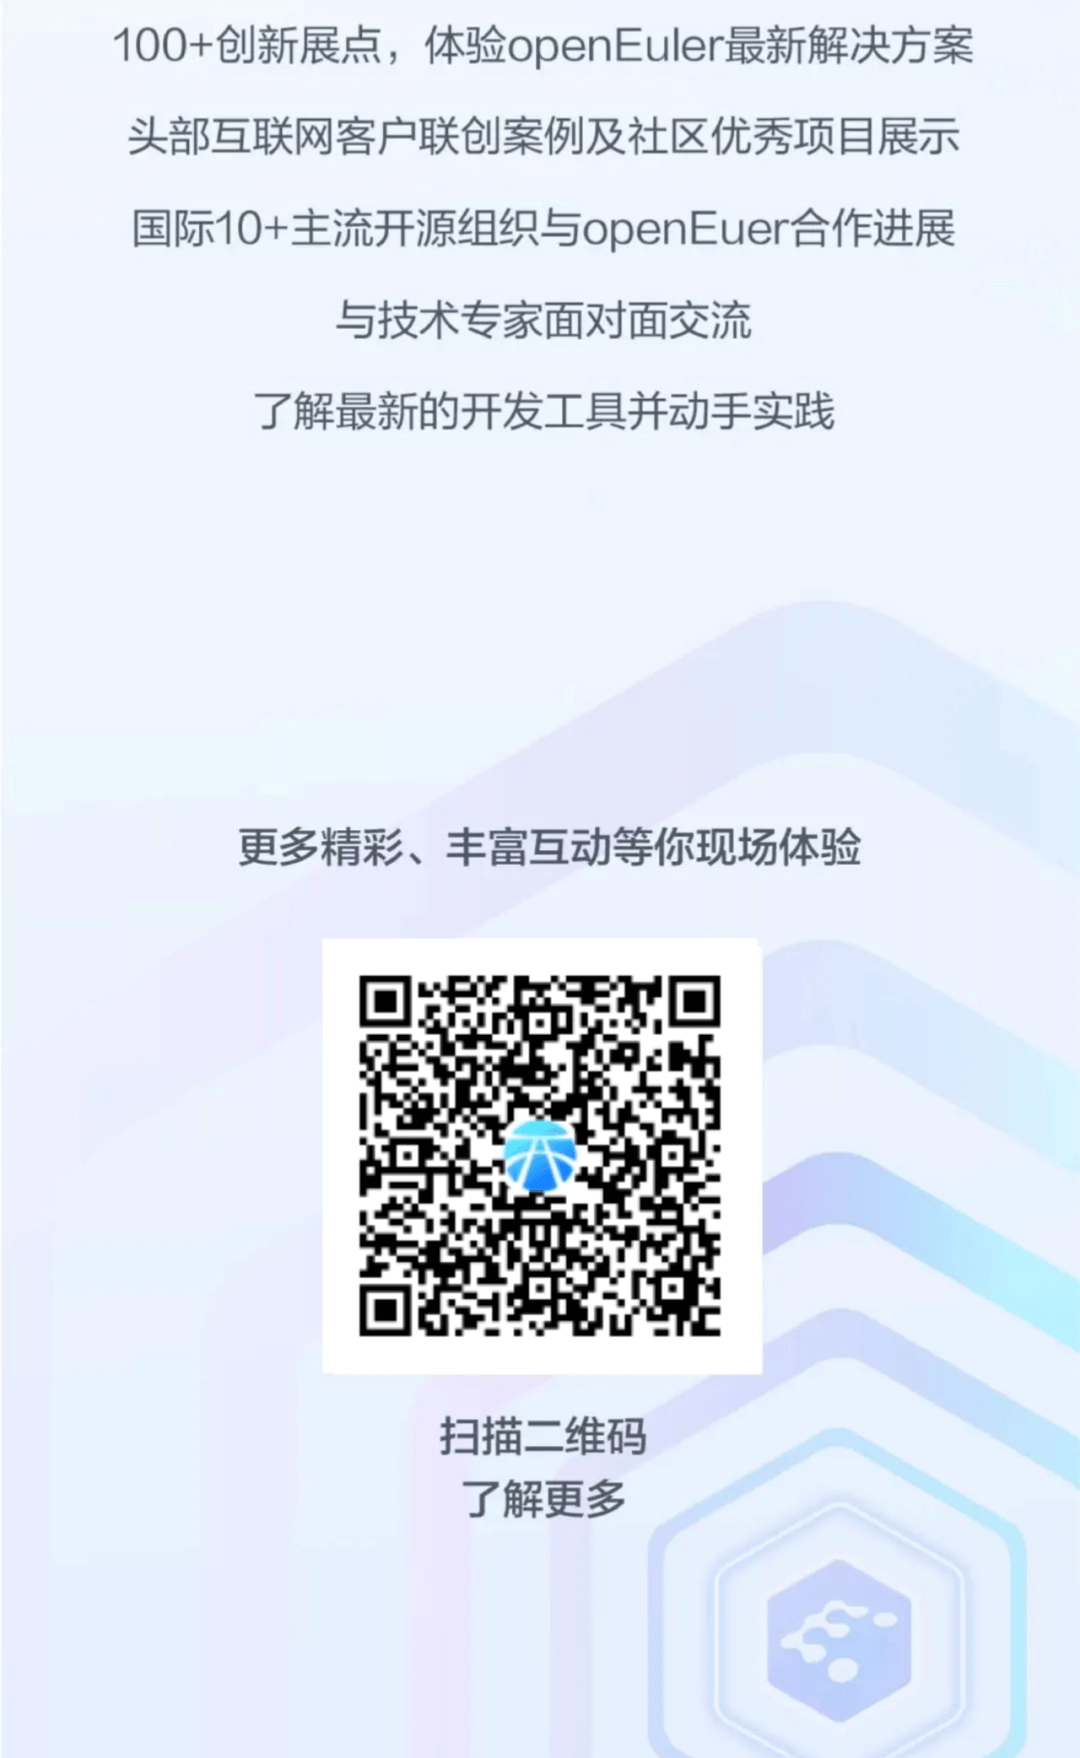 100+创新展点，体验openEuler最新解决方案
头部互联网客户联创案例及社区优秀项目展示
国际10+主流开源组织与openEuer合作进展
与技术专家面对面交流
了解最新的开发工具并动手实践
更多精彩、丰富互动等你现场体验
扫描二维码
了解更多